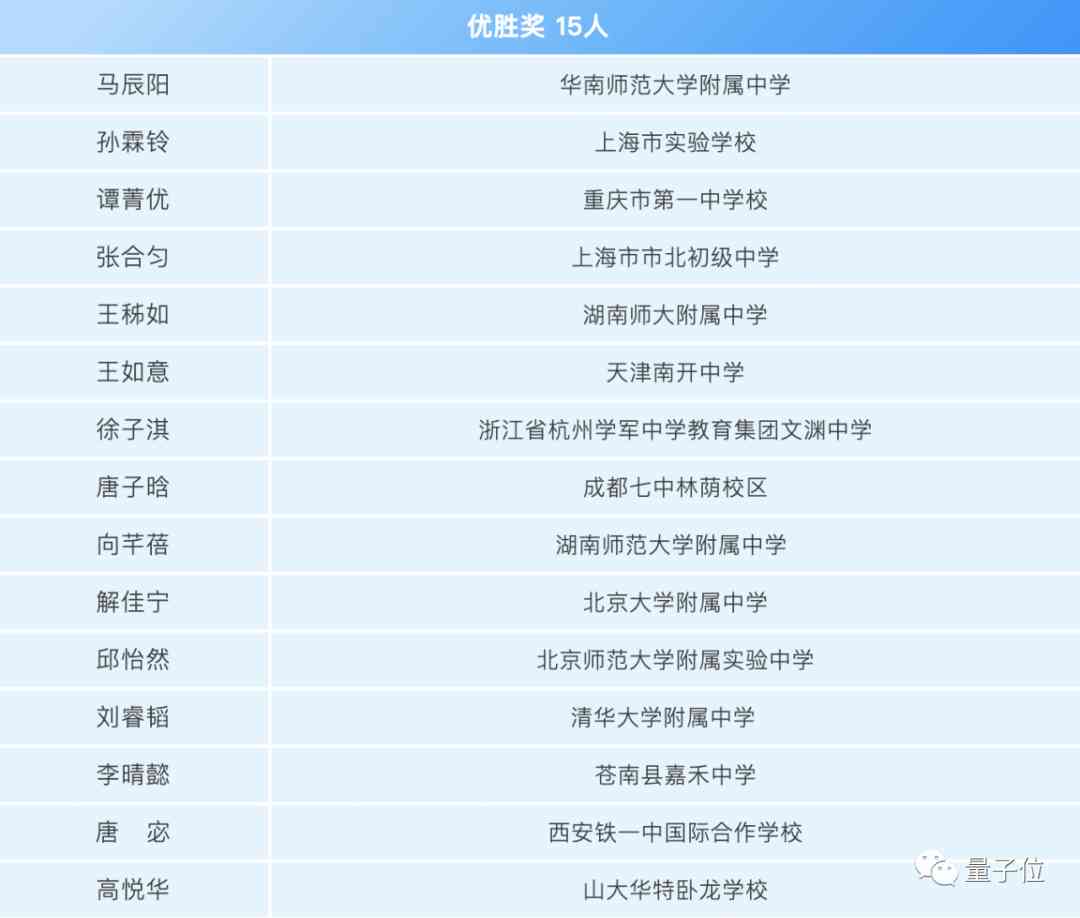 优胜奖 15人
马辰阳 华南师范大学附属中学
孙霖铃 上海市实验学校
谭菁优 重庆市第一中学校
张合匀 上海市市北初级中学
王秭如 湖南师大附属中学
王如意 天津南开中学
徐子淇 浙江省杭州学军中学教育集团文渊中学
唐子晗 成都七中林荫校区
向芊蓓 湖南师范大学附属中学
解佳宁 北京大学附属中学
邱怡然 北京师范大学附属实验中学
刘睿韬 清华大学附属中学
李晴懿 苍南县嘉禾中学
唐 宓 西安铁一中国际合作学校
高悦华 山大华特卧龙学校
量子位